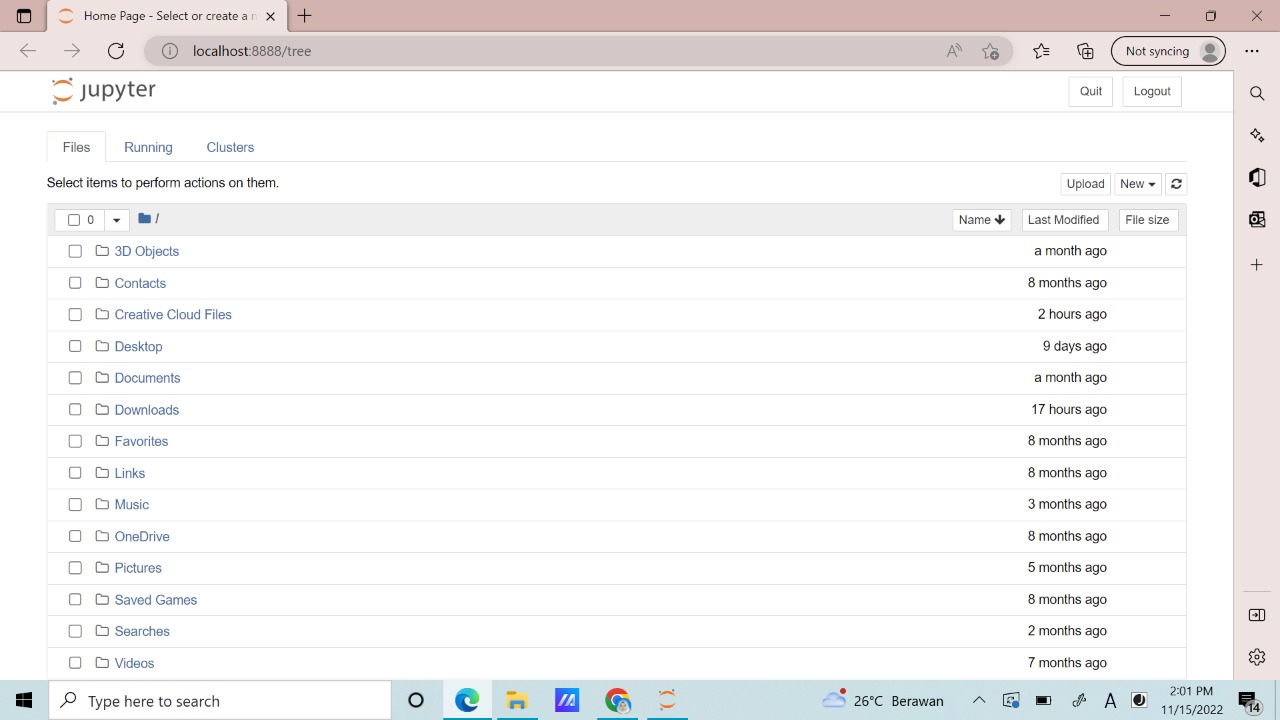 Home Page - Select or create a n
localhost:8888/tree
Not syncing
jupyter
Quit
Logout
Files
Running
Clusters
Select items to perform actions on them.
Upload
New
0
/
Name
Last Modified
File size
3D Objects
a month ago
Contacts
8 months ago
Creative Cloud Files
2 hours ago
Desktop
9 days ago
Documents
a month ago
Downloads
17 hours ago
Favorites
8 months ago
Links
8 months ago
Music
3 months ago
OneDrive
8 months ago
Pictures
5 months ago
Saved Games
8 months ago
Searches
2 months ago
Videos
7 months ago
Type here to search
26°C Berawan
A
2:01 PM
11/15/2022
14